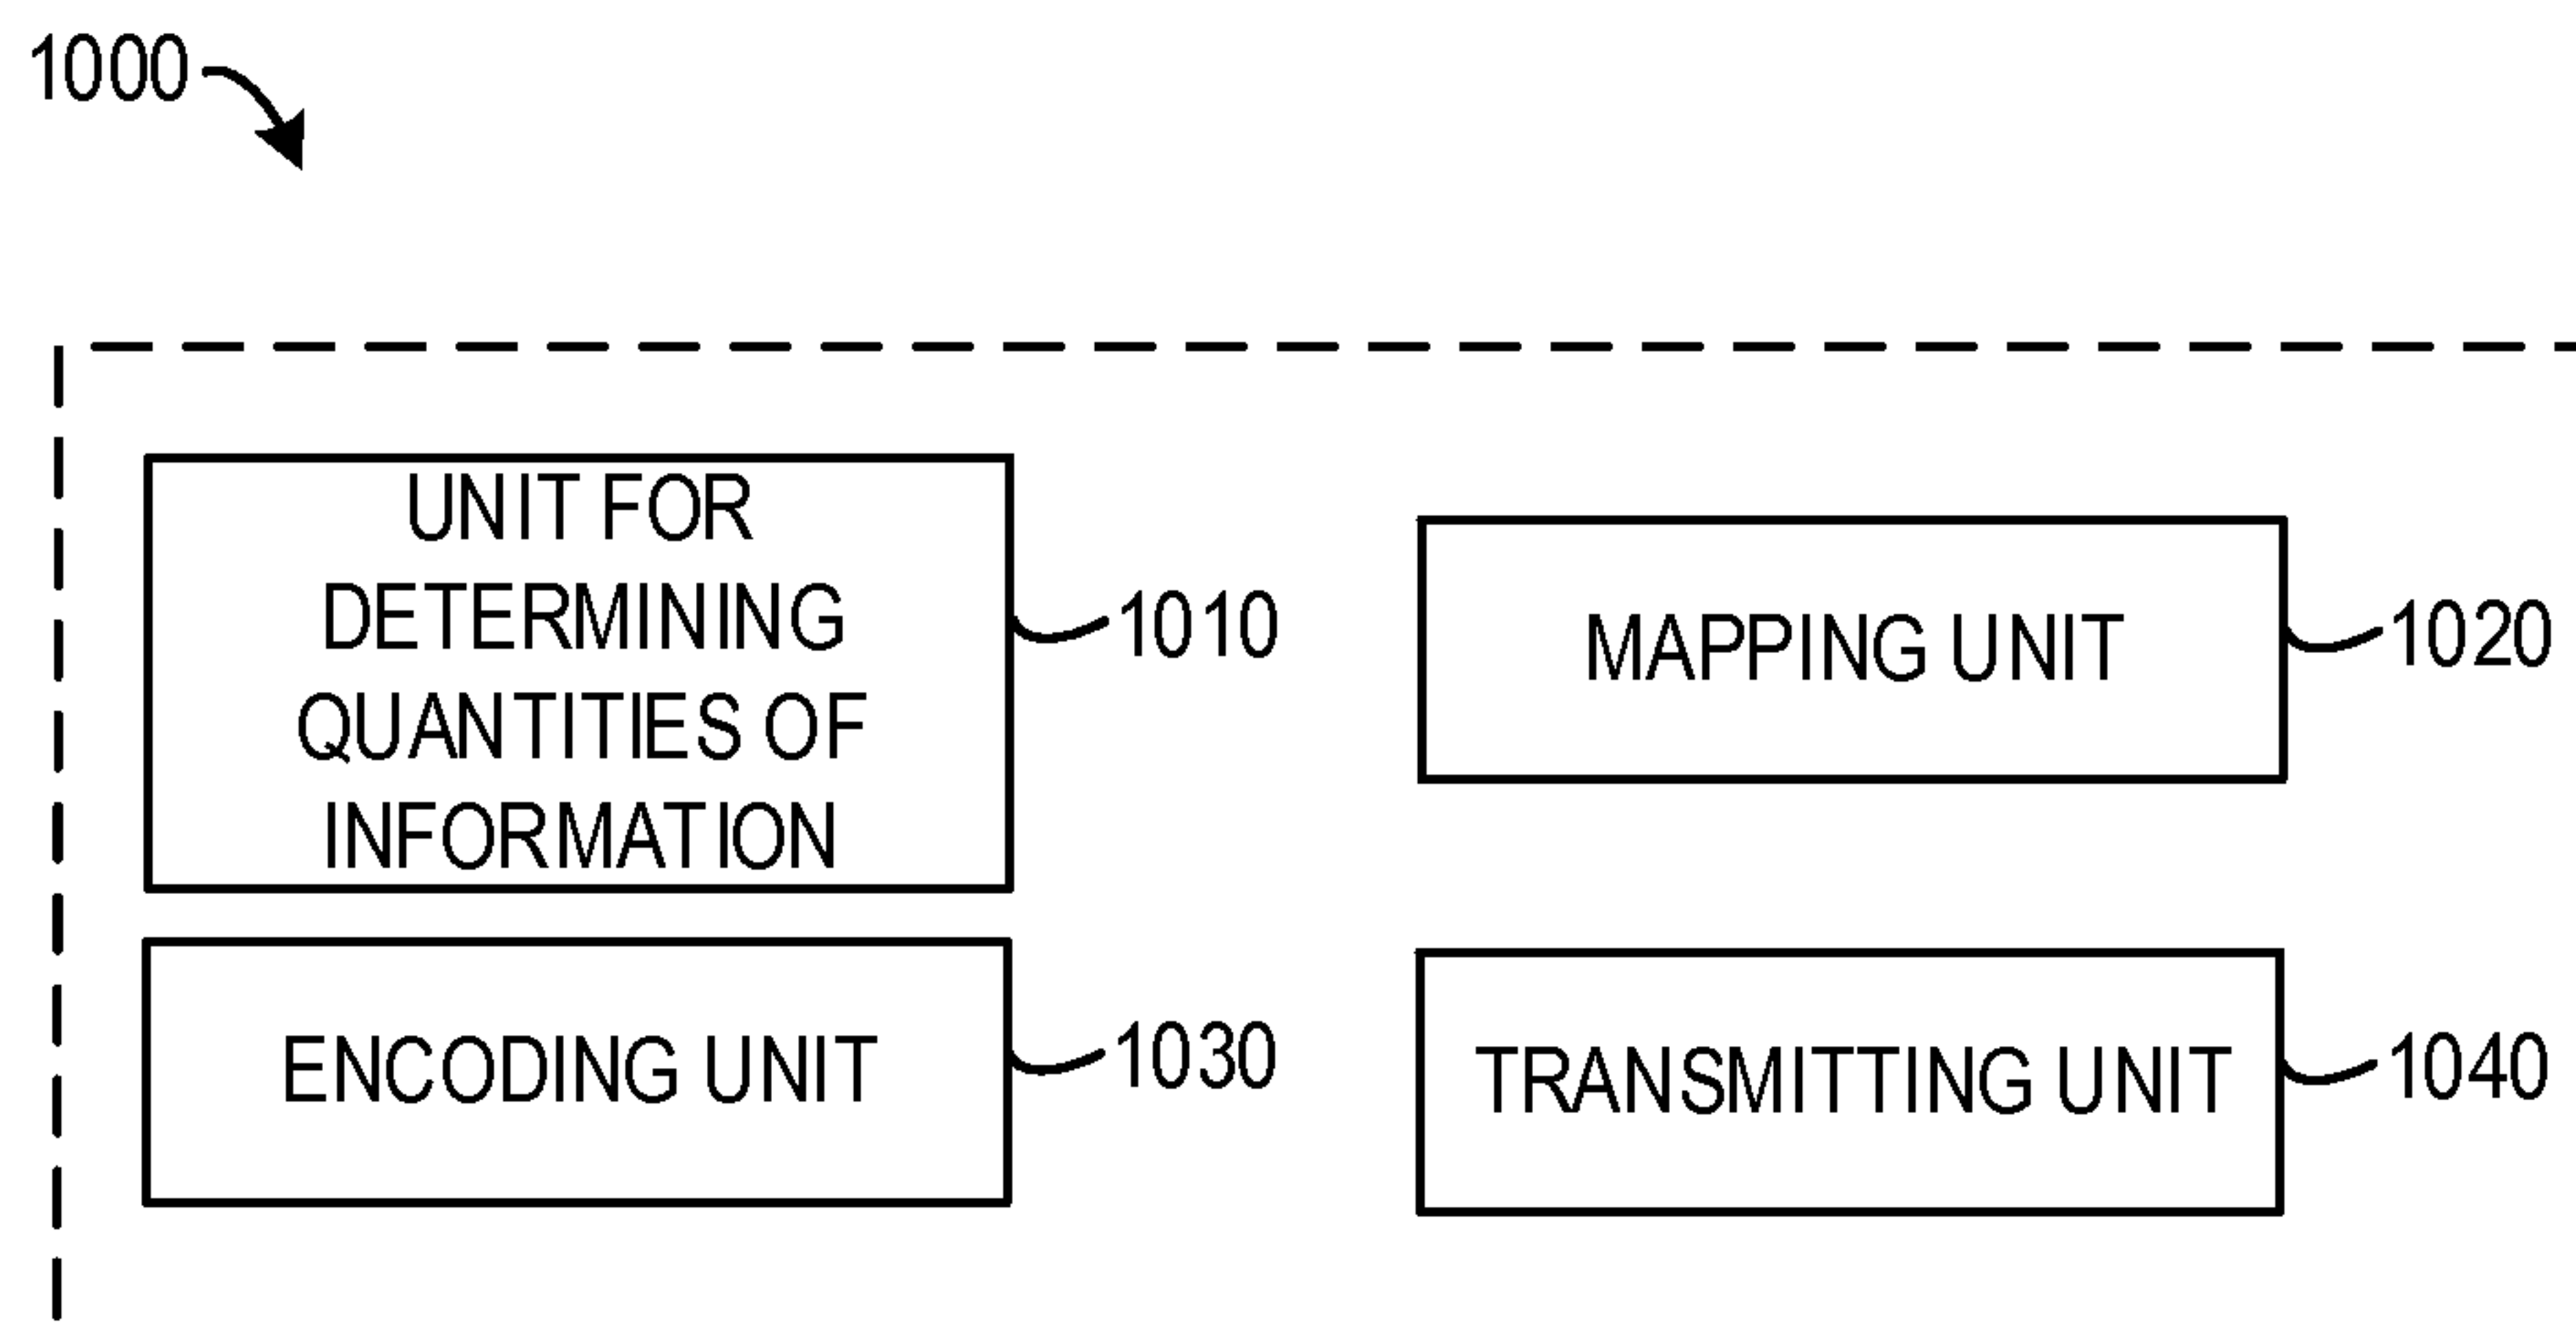 1000
UNIT FOR
DETERMINING
QUANTITIES OF
INFORMATION
1010
MAPPING UNIT
1020
ENCODING UNIT
1030
TRANSMITTING UNIT
1040